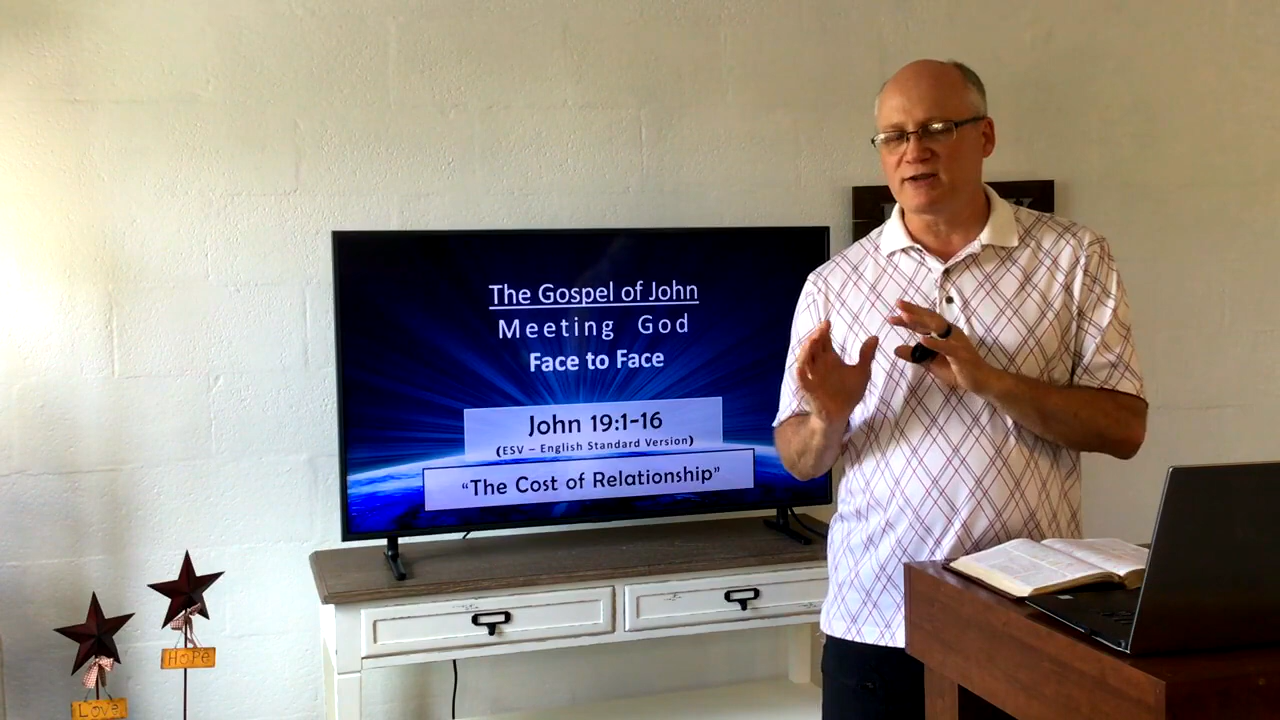 The Gospel of John
Meeting God
Face to Face
John 19:1-16
(ESV – English Standard Version)
"The Cost of Relationship"
HOPE
Love